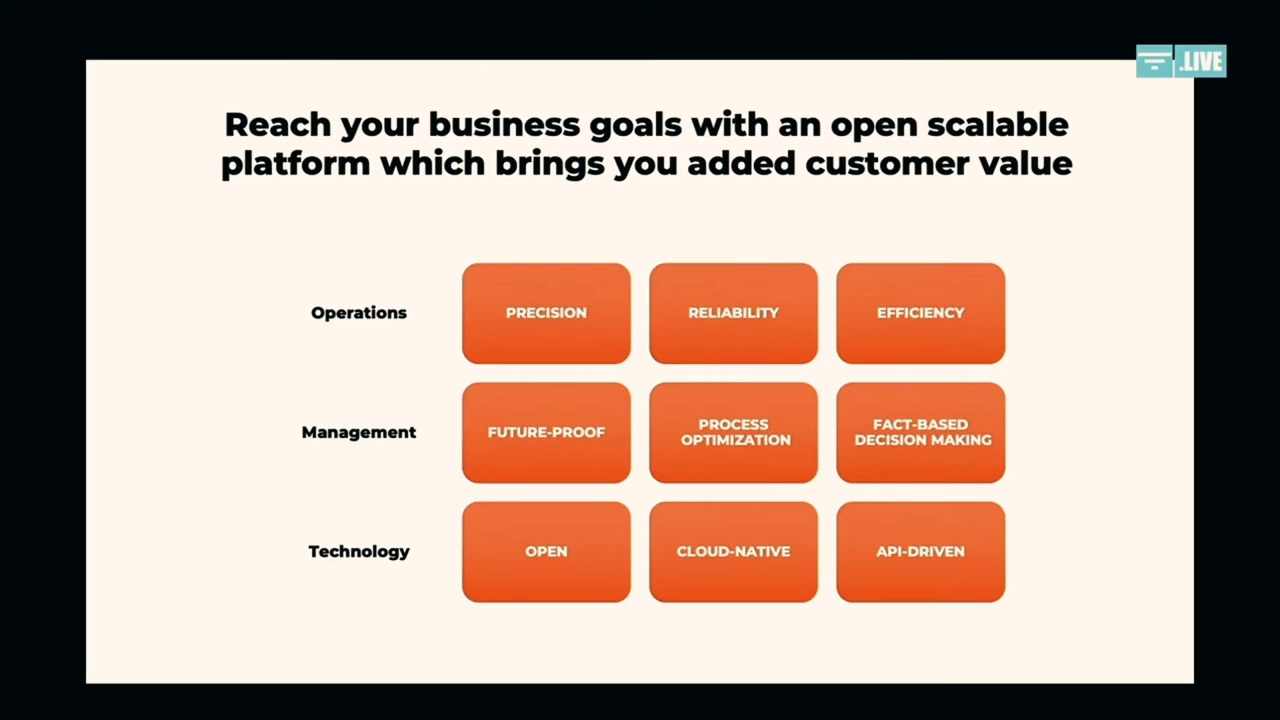 .LIVE
Reach your business goals with an open scalable
platform which brings you added customer value
Operations
PRECISION
RELIABILITY
EFFICIENCY
Management
FUTURE-PROOF
PROCESS
OPTIMIZATION
FACT-BASED
DECISION MAKING
Technology
OPEN
CLOUD-NATIVE
API-DRIVEN